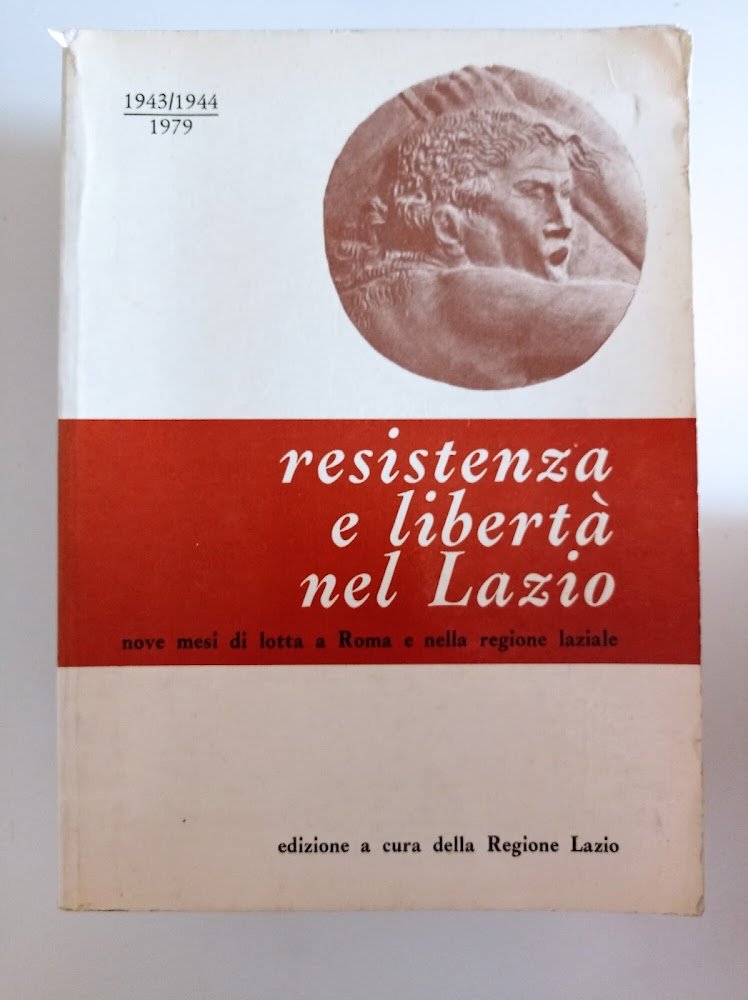 1943/1944
1979
resistenza
e libertà
nel Lazio
nove mesi di lotta a Roma e nella regione laziale
edizione a cura della Regione Lazio